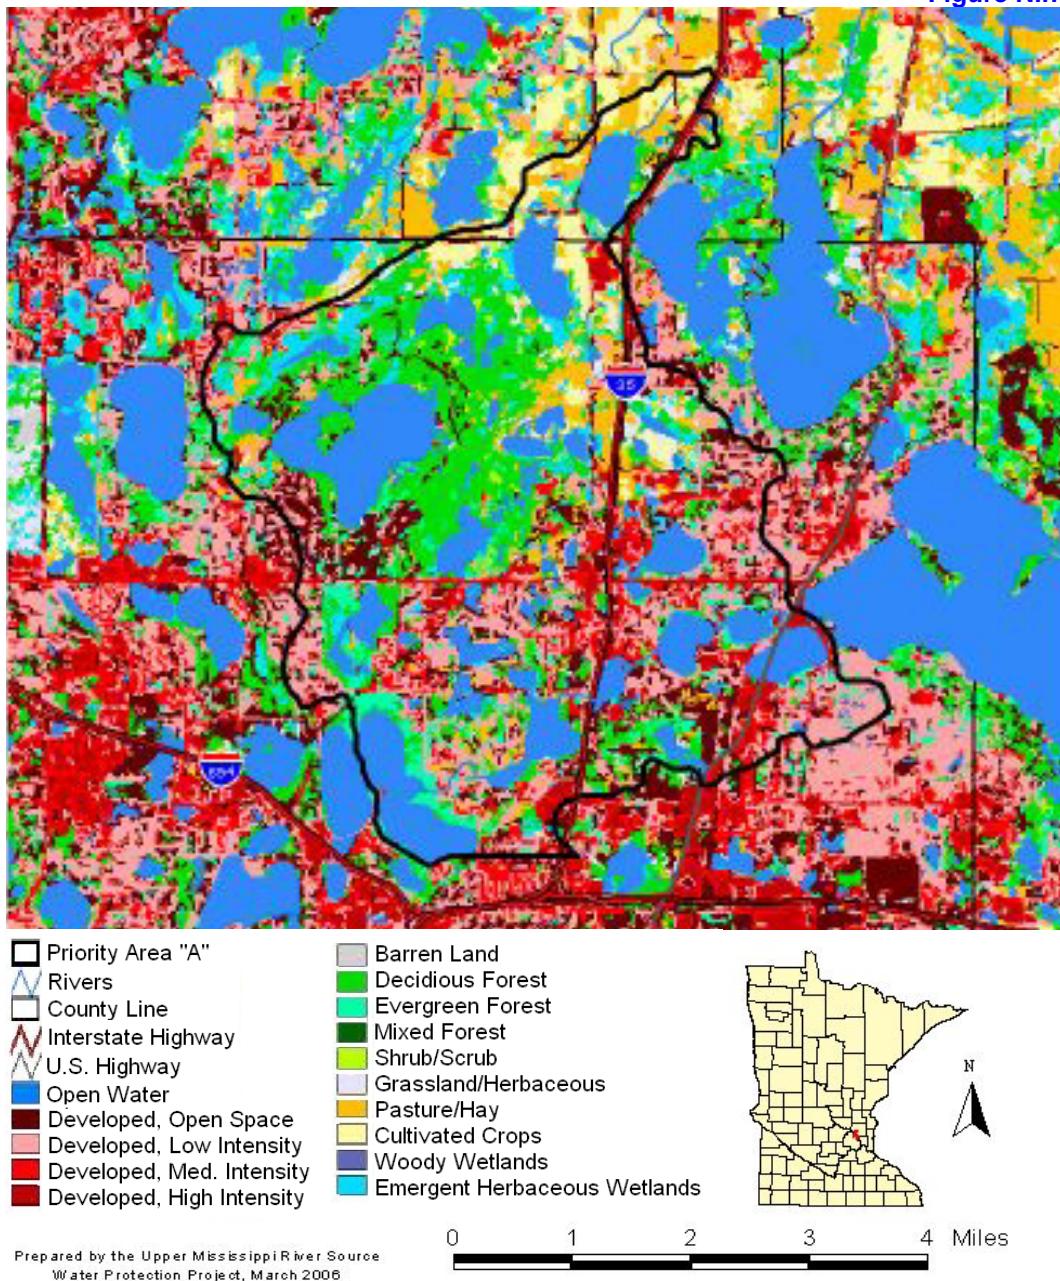 35
694
Priority Area "A"
Rivers
County Line
Interstate Highway
U.S. Highway
Open Water
Developed, Open Space
Developed, Low Intensity
Developed, Med. Intensity
Developed, High Intensity
Barren Land
Decidious Forest
Evergreen Forest
Mixed Forest
Shrub/Scrub
Grassland/Herbaceous
Pasture/Hay
Cultivated Crops
Woody Wetlands
Emergent Herbaceous Wetlands
N
0 1 2 3 4 Miles
Prepared by the Upper Mississippi River Source
Water Protection Project, March 2006